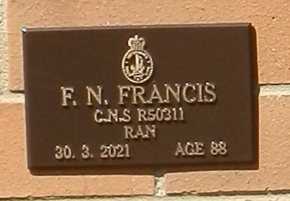 F. N. FRANCIS
C.N.S R50311
RAN
30. 3. 2021 AGE 88